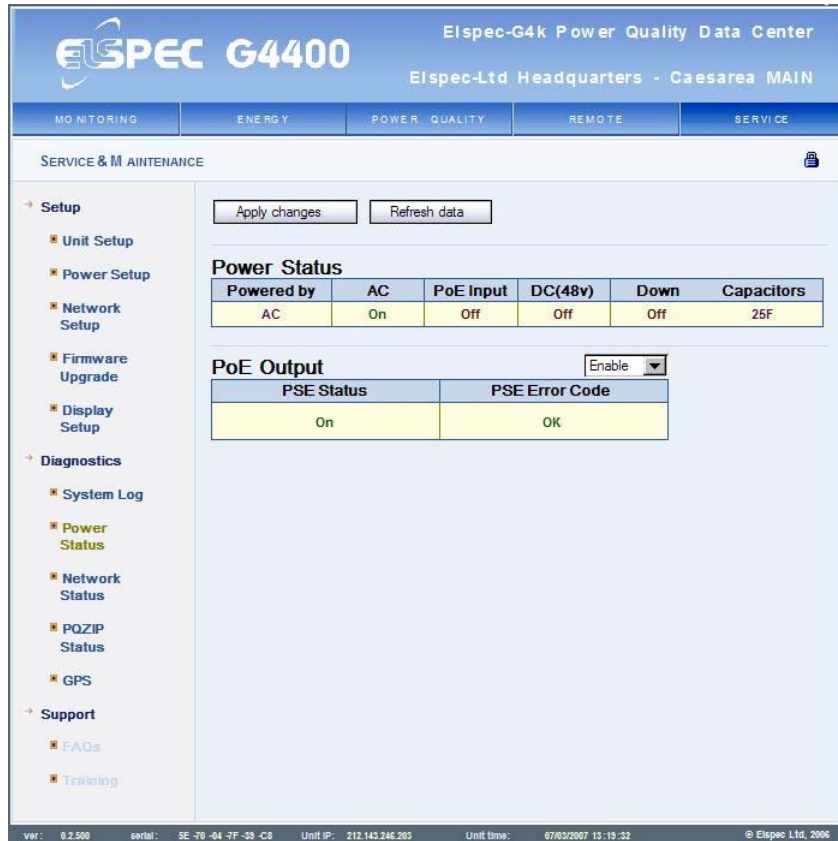 ELSPEC G4400
Elspec-G4k Power Quality Data Center
Elspec-Ltd Headquarters - Caesarea MAIN
MONITORING ENERGY POWER QUALITY REMOTE SERVICE
SERVICE & MAINTENANCE
Setup
Unit Setup
Power Setup
Network
Setup
Firmware
Upgrade
Display
Setup
Diagnostics
System Log
Power
Status
Network
Status
PQZIP
Status
GPS
Support
FAQs
Training
Apply changes Refresh data
Power Status
Powered by AC PoE Input DC(48v) Down Capacitors
AC On Off Off Off 25F
PoE Output Enable
PSE Status PSE Error Code
On OK
ver: 0.2.500 serial: 5E -70 -04 -7F -39 -C8 Unit IP: 212.143.246.203 Unit time: 07/03/2007 13:19:32 © Elspec Ltd, 2006